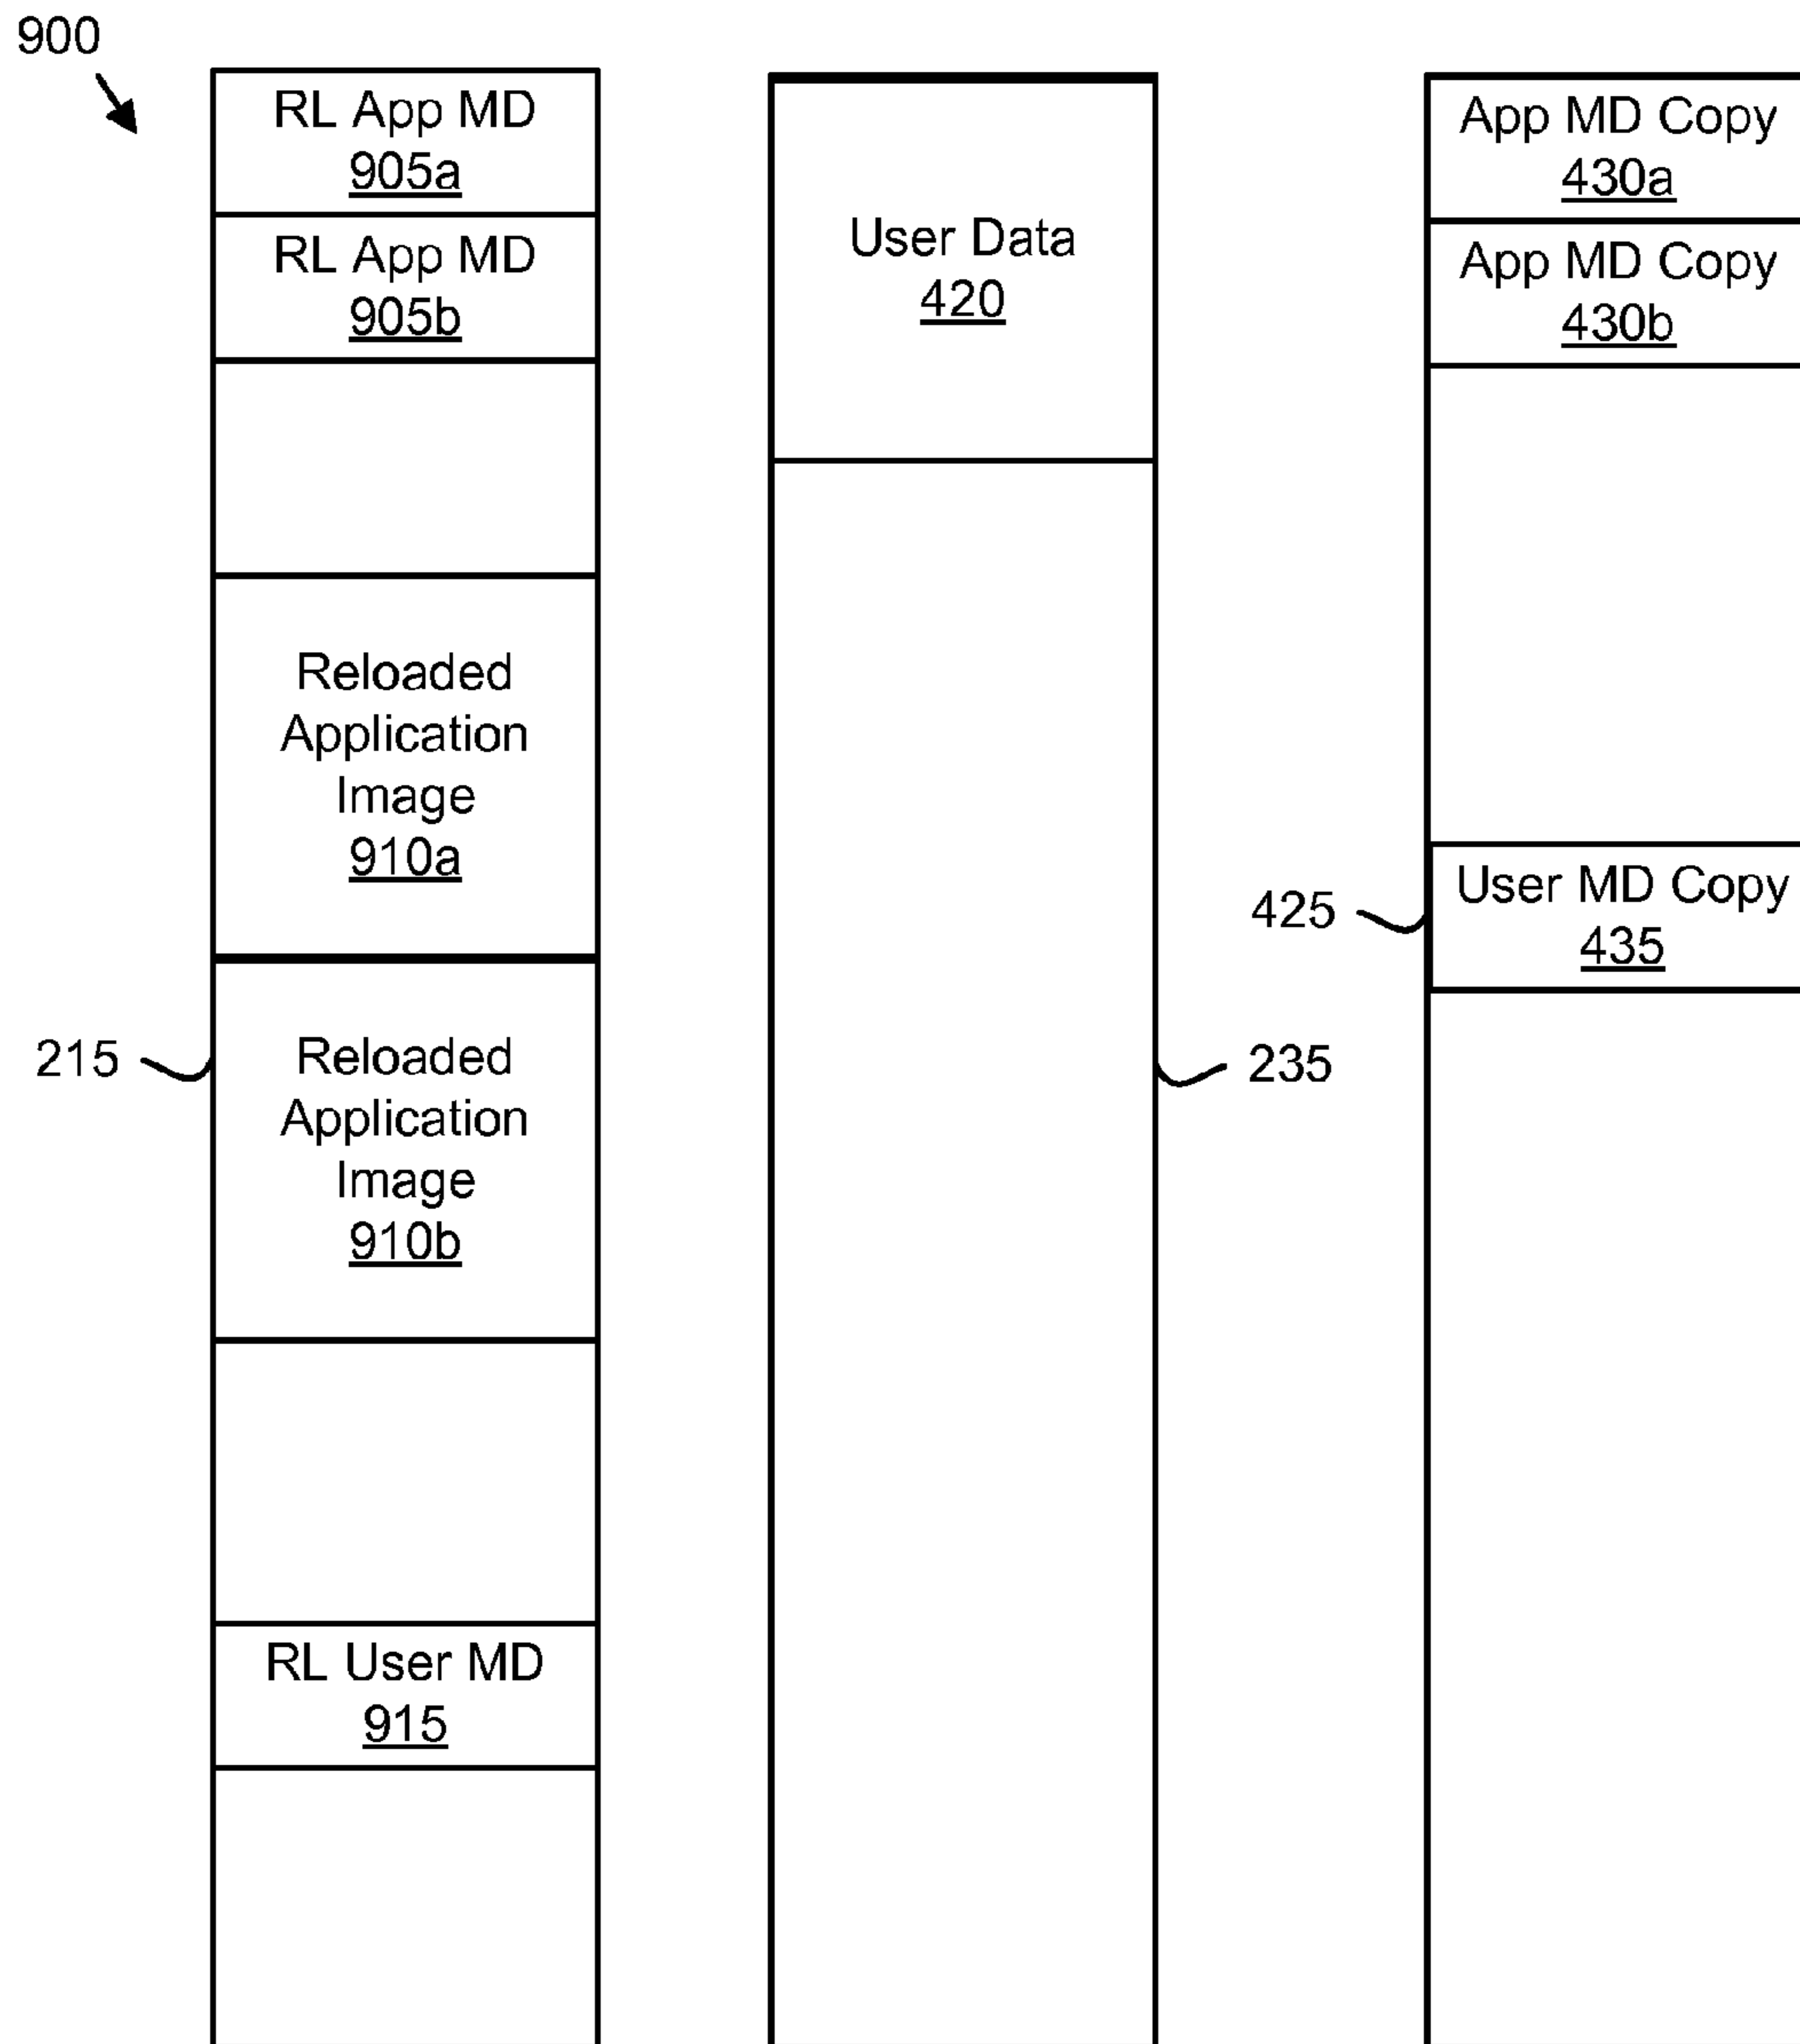 900
RL App MD
905a
RL App MD
905b
Reloaded
Application
Image
910a
215
Reloaded
Application
Image
910b
RL User MD
915
User Data
420
235
App MD Copy
430a
App MD Copy
430b
425
User MD Copy
435